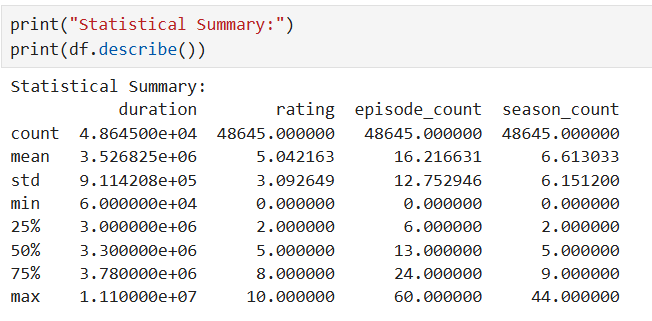 print("Statistical Summary:")
print(df.describe())
Statistical Summary:
           duration        rating  episode_count  season_count
count  4.864500e+04  48645.000000   48645.000000  48645.000000
mean   3.526825e+06      5.042163      16.216631      6.613033
std    9.114208e+05      3.092649      12.752946      6.151200
min    6.000000e+04      0.000000       0.000000      0.000000
25%    3.000000e+06      2.000000       6.000000      2.000000
50%    3.300000e+06      5.000000      13.000000      5.000000
75%    3.780000e+06      8.000000      24.000000      9.000000
max    1.110000e+07     10.000000      60.000000     44.000000